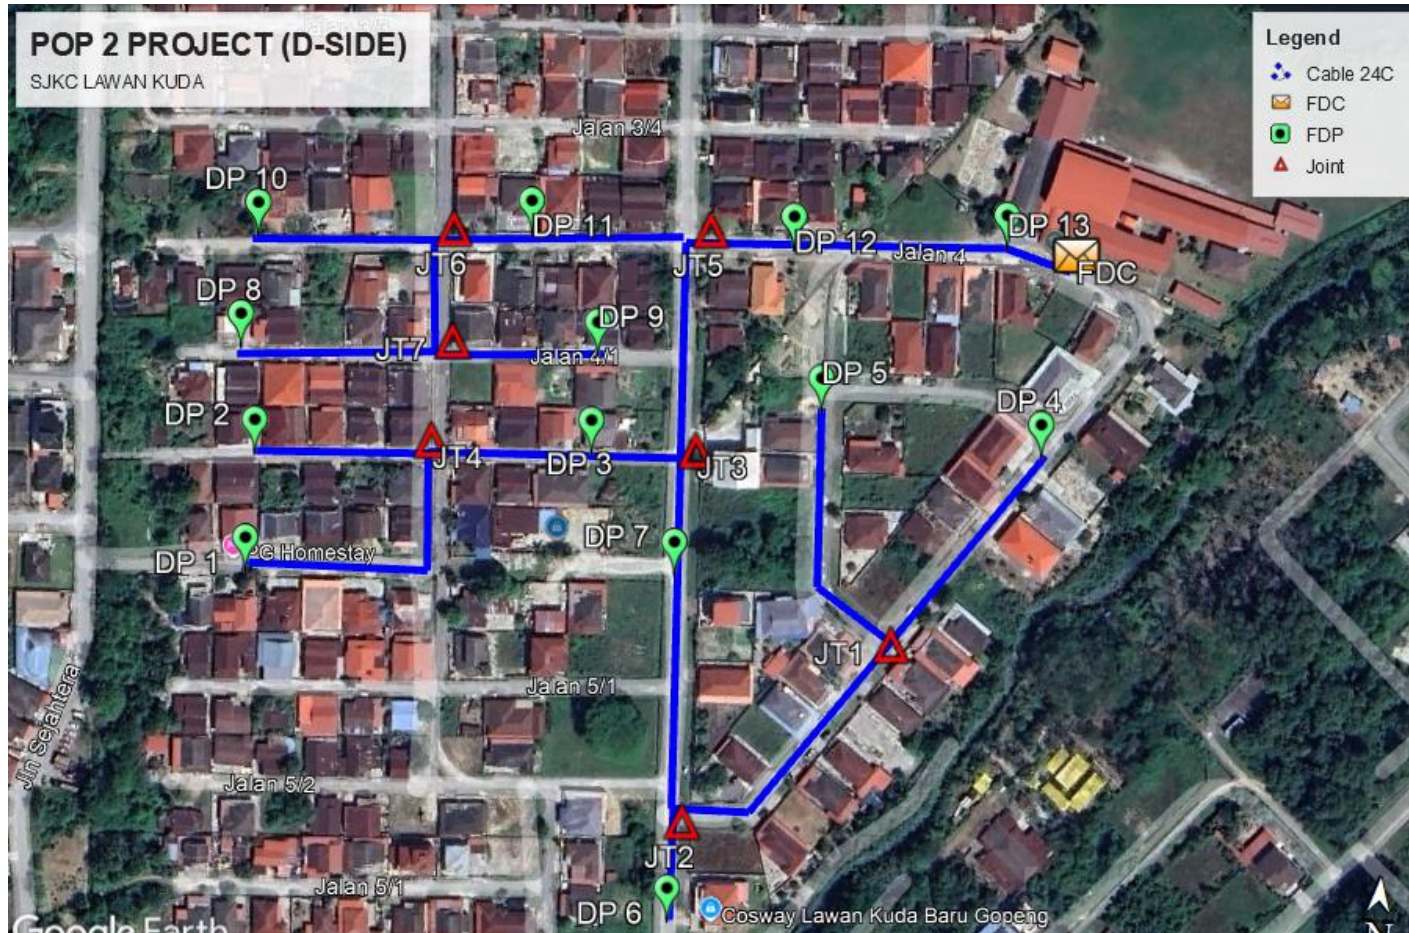 POP 2 PROJECT (D-SIDE)
SJKC LAWAN KUDA
Legend
Cable 24C
FDC
FDP
Joint
Jalan 3/4
DP 10
DP 11
DP 12
DP 13
JT6
JT5
Jalan 4
FDC
DP 8
DP 9
JT7
Jalan 4/1
DP 5
DP 2
DP 4
JT4
DP 3
JT3
DP 7
DP 1
PG Homestay
JT1
Jalan 5/1
Jln Sejahtera
Jalan 5/2
JT2
Jalan 5/1
DP 6
Cosway Lawan Kuda Baru Gopeng
Google Earth
N